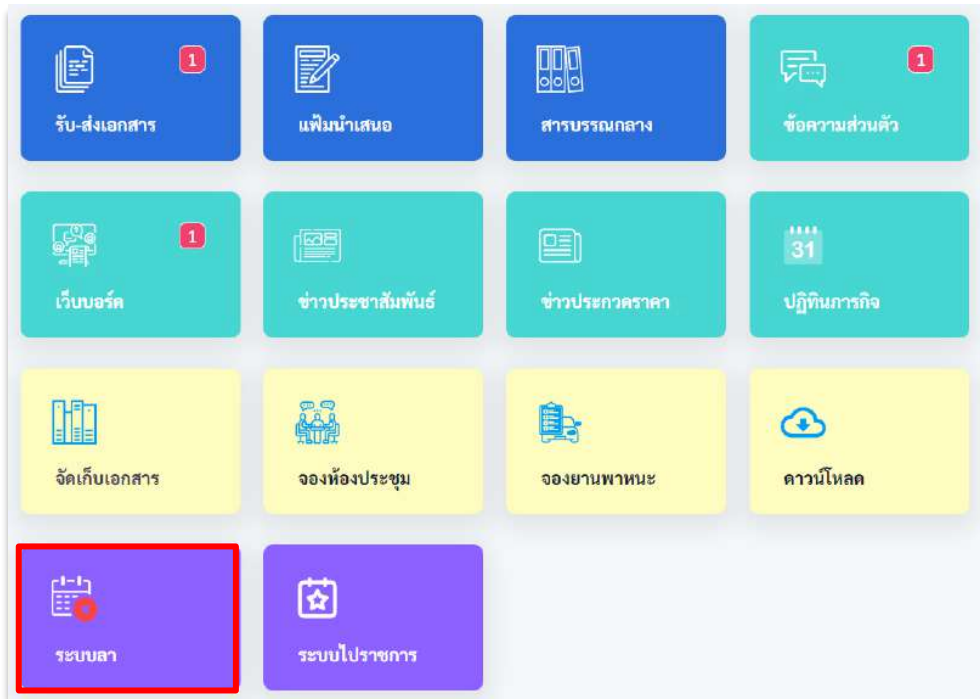 1
รับ-ส่งเอกสาร
แฟ้มนำเสนอ
สารบรรณกลาง
1
ข้อความส่วนตัว
1
เว็บบอร์ด
ข่าวประชาสัมพันธ์
ข่าวประกวดราคา
31
ปฏิทินภารกิจ
จัดเก็บเอกสาร
จองห้องประชุม
จองยานพาหนะ
ดาวน์โหลด
ระบบลา
ระบบไปราชการ